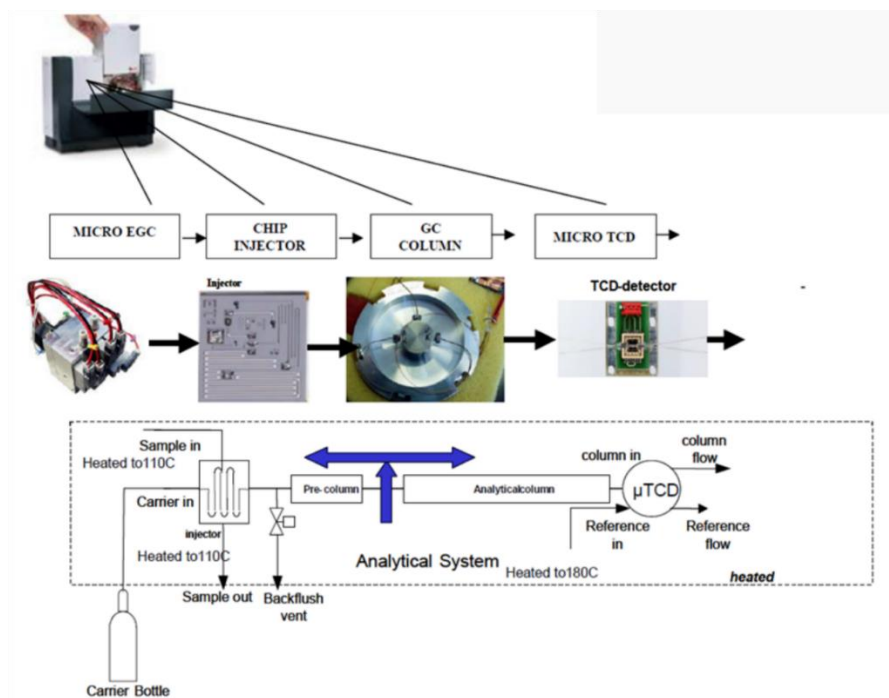 MICRO EGC
CHIP
INJECTOR
GC
COLUMN
MICRO TCD
Injector
TCD-detector
-
Sample in
Heated to110C
Carrier in
injector
Heated to110C
Sample out
Backflush
vent
Pre-column
Analyticalcolumn
column in
column
flow
µTCD
Reference
in
Reference
flow
Analytical System
Heated to180C
heated
Carrier Bottle